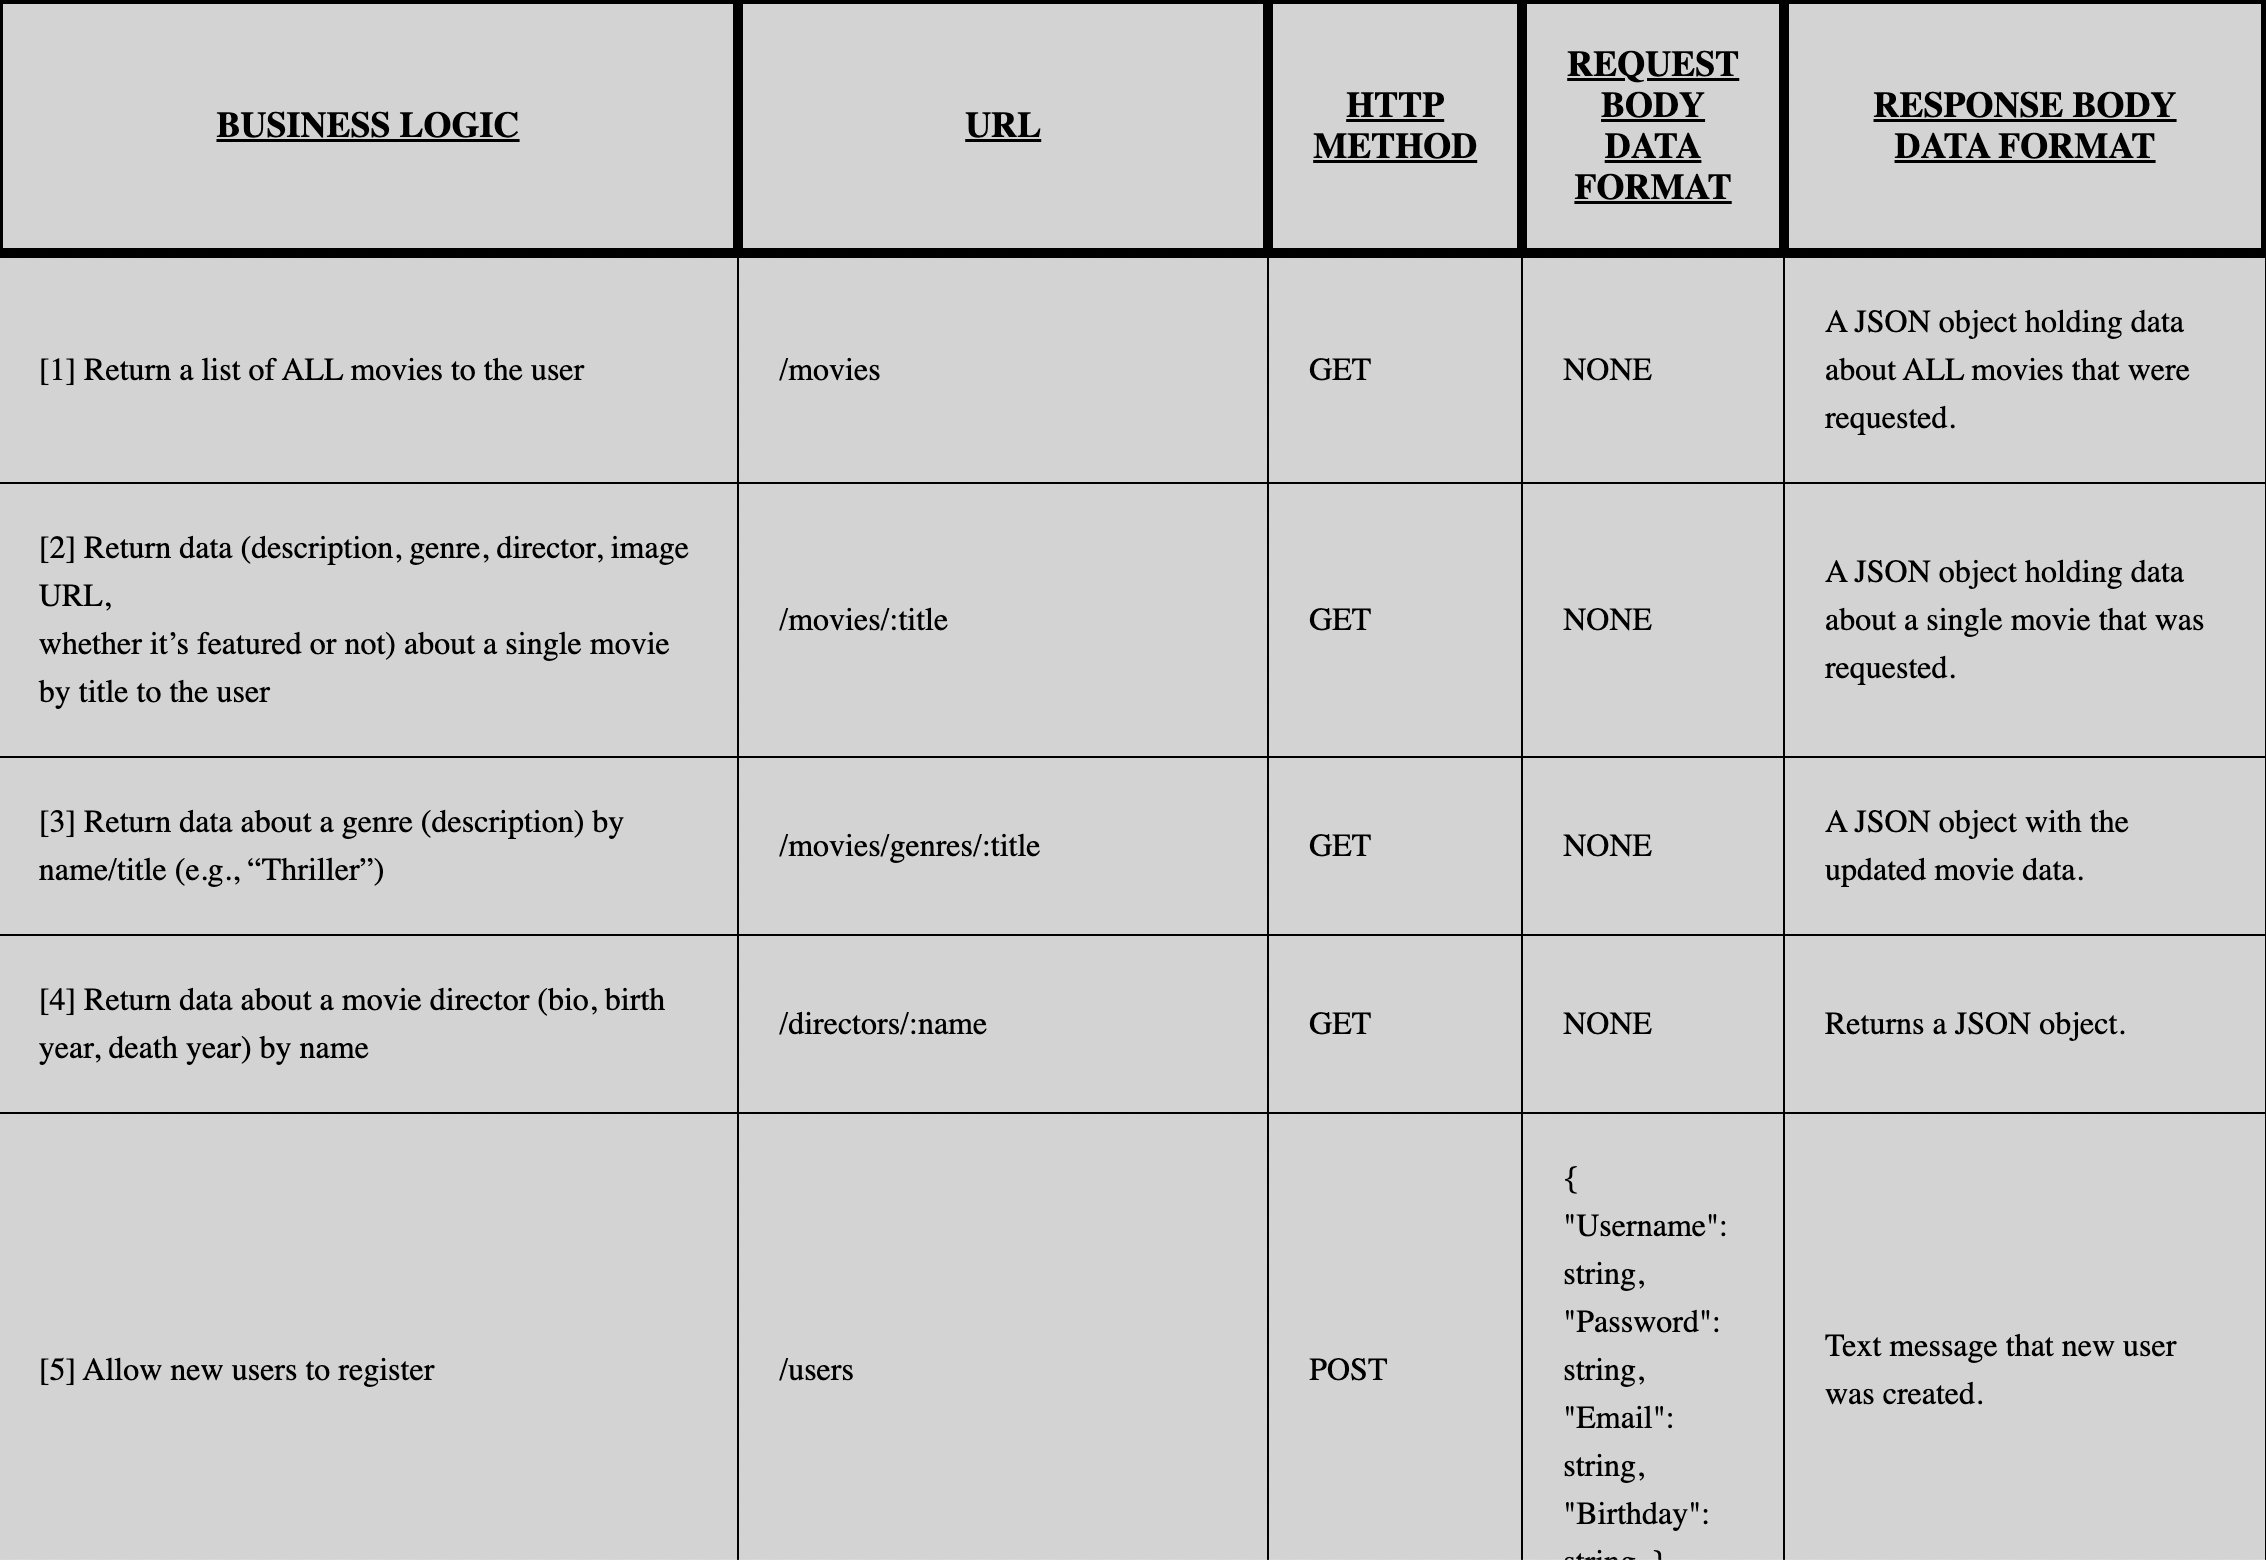 BUSINESS LOGIC
URL
HTTP
METHOD
REQUEST
BODY
DATA
FORMAT
RESPONSE BODY
DATA FORMAT
[1] Return a list of ALL movies to the user
/movies
GET
NONE
A JSON object holding data
about ALL movies that were
requested.
[2] Return data (description, genre, director, image
URL,
whether it’s featured or not) about a single movie
by title to the user
/movies/:title
GET
NONE
A JSON object holding data
about a single movie that was
requested.
[3] Return data about a genre (description) by
name/title (e.g., “Thriller”)
/movies/genres/:title
GET
NONE
A JSON object with the
updated movie data.
[4] Return data about a movie director (bio, birth
year, death year) by name
/directors/:name
GET
NONE
Returns a JSON object.
[5] Allow new users to register
/users
POST
{
"Username":
string,
"Password":
string,
"Email":
string,
"Birthday":
Text message that new user
was created.